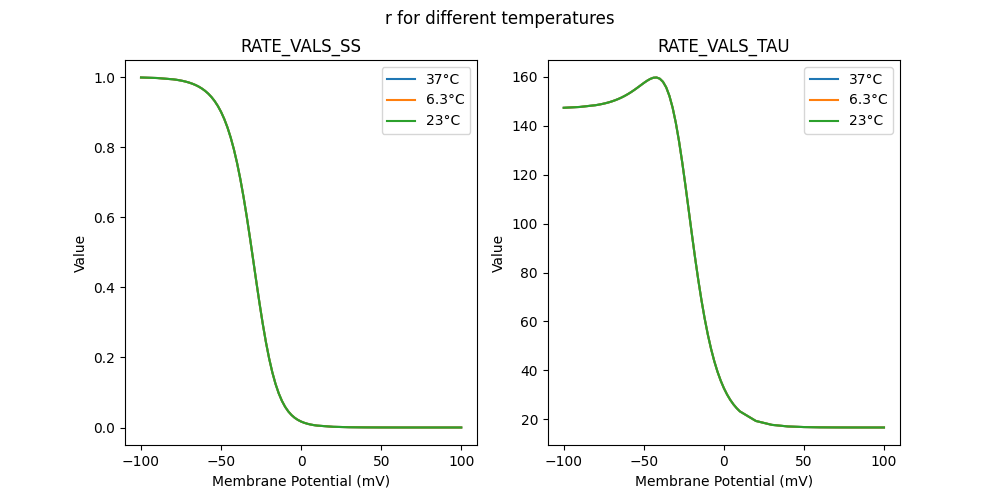 r for different temperatures
RATE_VALS_SS
1.0
0.8
0.6
0.4
0.2
0.0
Value
−100
−50
0
50
100
Membrane Potential (mV)
37°C
6.3°C
23°C
RATE_VALS_TAU
160
140
120
100
80
60
40
20
Value
−100
−50
0
50
100
Membrane Potential (mV)
37°C
6.3°C
23°C